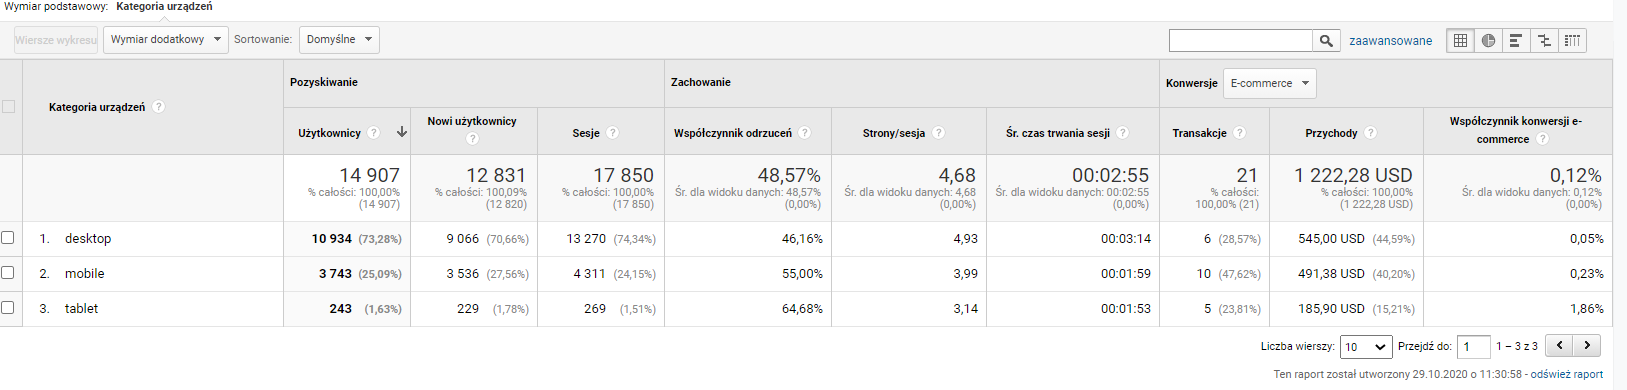 Wymiar podstawowy: Kategoria urządzeń
Wiersze wykresu Wymiar dodatkowy Sortowanie: Domyślne zaawansowane
Kategoria urządzeń ? Pozyskiwanie Zachowanie Konwersje E-commerce
Użytkownicy ? Nowi użytkownicy ? Sesje ? Współczynnik odrzuceń ? Strony/sesja ? Śr. czas trwania sesji ? Transakcje ? Przychody ? Współczynnik konwersji e-
commerce ?
14 907 12 831 17 850 48,57% 4,68 00:02:55 21 1 222,28 USD 0,12%
% całości: 100,00% % całości: 100,09% % całości: 100,00% Śr. dla widoku danych: 48,57% Śr. dla widoku danych: 4,68 Śr. dla widoku danych: 00:02:55 % całości: % całości: 100,00% Śr. dla widoku danych: 0,12%
(14 907) (12 820) (17 850) (0,00%) (0,00%) (0,00%) 100,00% (21) (1 222,28 USD) (0,00%)
1. desktop 10 934 (73,28%) 9 066 (70,66%) 13 270 (74,34%) 46,16% 4,93 00:03:14 6 (28,57%) 545,00 USD (44,59%) 0,05%
2. mobile 3 743 (25,09%) 3 536 (27,56%) 4 311 (24,15%) 55,00% 3,99 00:01:59 10 (47,62%) 491,38 USD (40,20%) 0,23%
3. tablet 243 (1,63%) 229 (1,78%) 269 (1,51%) 64,68% 3,14 00:01:53 5 (23,81%) 185,90 USD (15,21%) 1,86%
Liczba wierszy: 10 Przejdź do: 1 1 – 3 z 3
Ten raport został utworzony 29.10.2020 o 11:30:58 - odśwież raport